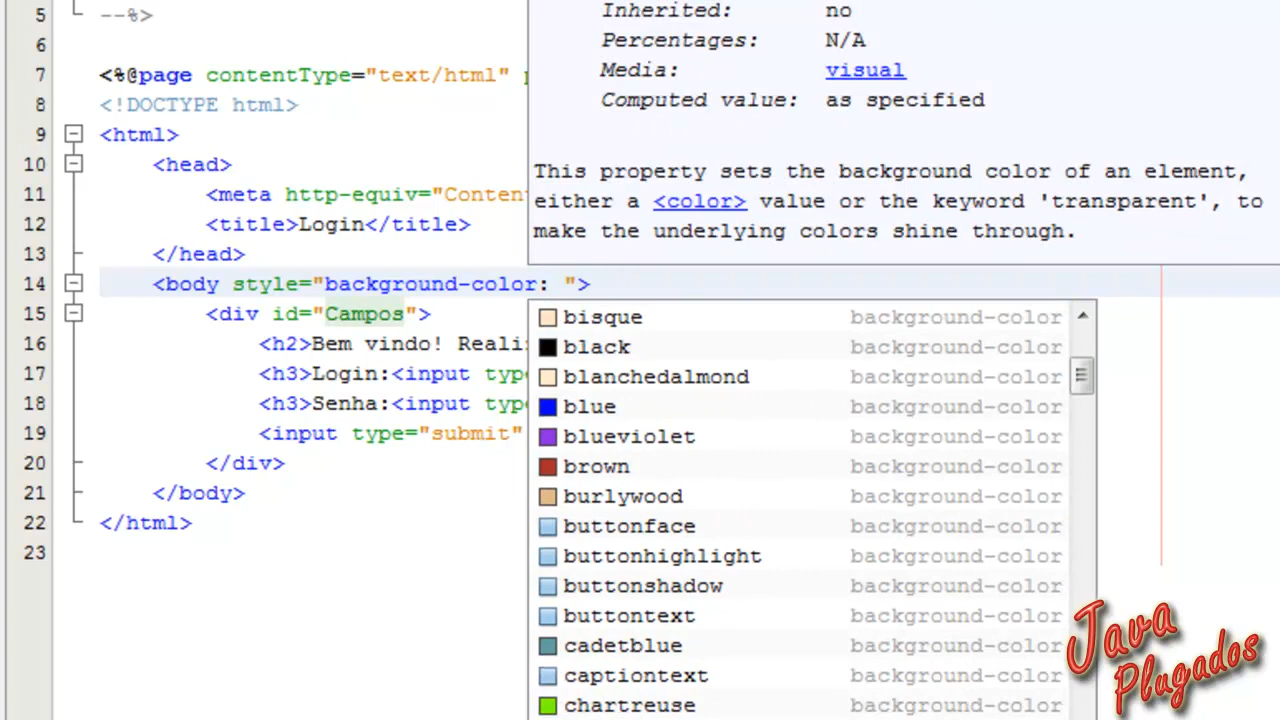 5 --%>
6
7 <%@page contentType="text/html"
8 <!DOCTYPE html>
9 <html>
10 <head>
11 <meta http-equiv="Conten
12 <title>Login</title>
13 </head>
14 <body style="background-color: ">
15 <div id="Campos">
16 <h2>Bem vindo! Reali
17 <h3>Login:<input typ
18 <h3>Senha:<input typ
19 <input type="submit"
20 </div>
21 </body>
22 </html>
23
Inherited: no
Percentages: N/A
Media: visual
Computed value: as specified
This property sets the background color of an element,
either a <color> value or the keyword 'transparent', to
make the underlying colors shine through.
bisque background-color
black background-color
blanchedalmond background-color
blue background-color
blueviolet background-color
brown background-color
burlywood background-color
buttonface background-color
buttonhighlight background-color
buttonshadow background-color
buttontext background-color
cadetblue background-color
captiontext background-color
chartreuse background-color
Java
Plugados